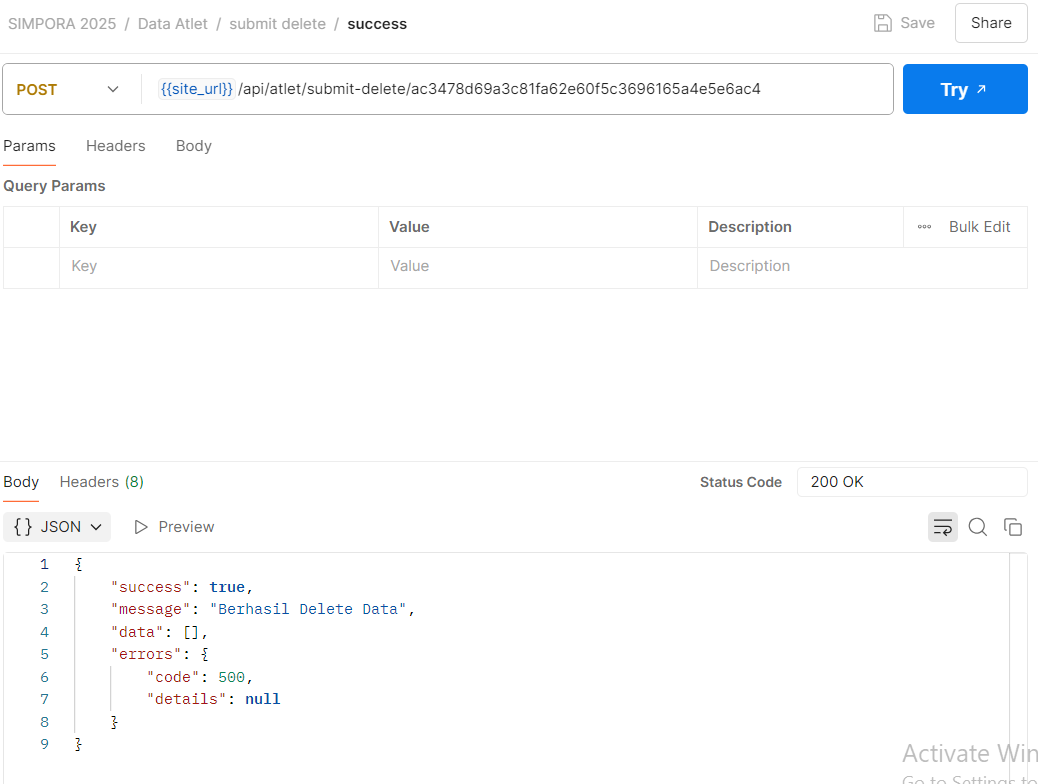 SIMPORA 2025 / Data Atlet / submit delete / success
Save
Share
POST
{{site_url}} /api/atlet/submit-delete/ac3478d69a3c81fa62e60f5c3696165a4e5e6ac4
Try
Params Headers Body
Query Params
Key Value Description Bulk Edit
Key Value Description
Body Headers (8)
Status Code 200 OK
{} JSON Preview
1 {
2 "success": true,
3 "message": "Berhasil Delete Data",
4 "data": [],
5 "errors": {
6 "code": 500,
7 "details": null
8 }
9 }
Activate Win
Go to Settings to